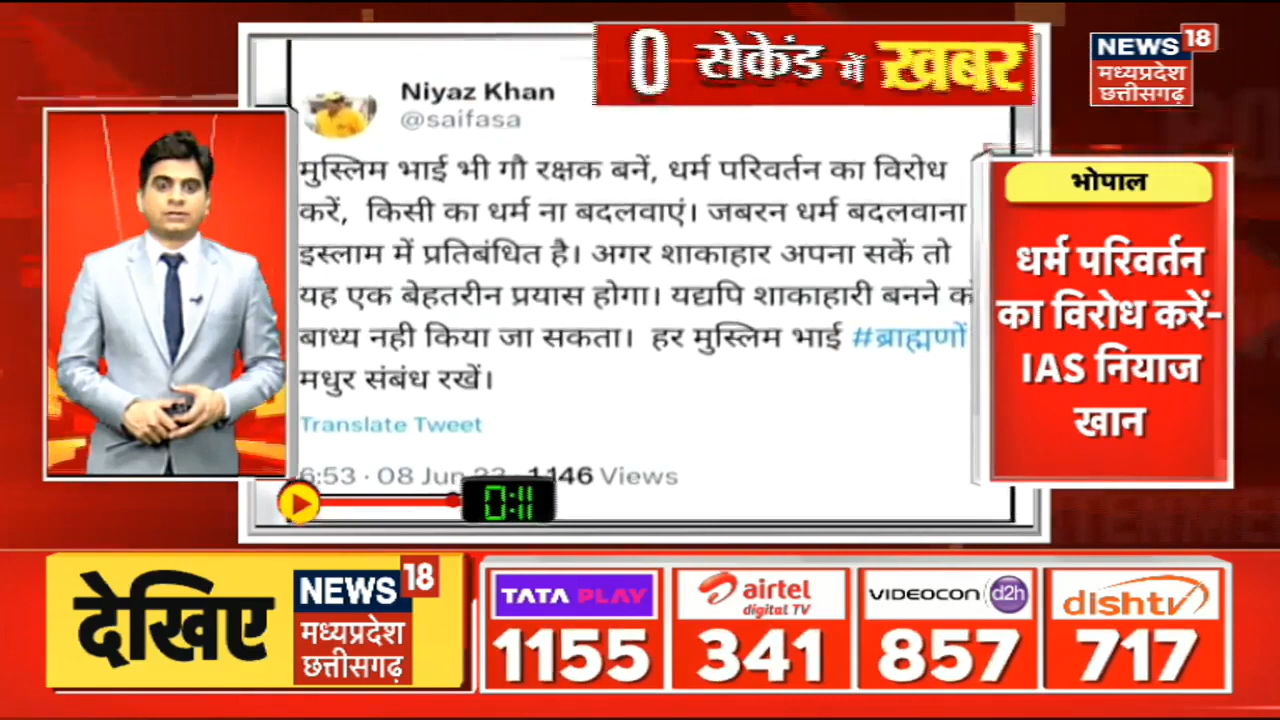 0 सेकेंड में खबर
NEWS 18
मध्यप्रदेश
छत्तीसगढ़
Niyaz Khan
@saifasa
मुस्लिम भाई भी गौ रक्षक बनें, धर्म परिवर्तन का विरोध
करें, किसी का धर्म ना बदलवाएं। जबरन धर्म बदलवाना
इस्लाम में प्रतिबंधित है। अगर शाकाहार अपना सकें तो
यह एक बेहतरीन प्रयास होगा। यद्यपि शाकाहारी बनने
बाध्य नही किया जा सकता। हर मुस्लिम भाई #ब्राह्मणों
मधुर संबंध रखें।
Translate Tweet
6:53 · 08 Jun 23 · 1,146 Views
0:11
भोपाल
धर्म परिवर्तन
का विरोध करें-
IAS नियाज
खान
देखिए
NEWS 18
मध्यप्रदेश
छत्तीसगढ़
TATA PLAY
1155
airtel
digital TV
341
VIDEOCON d2h
857
dishtv
717